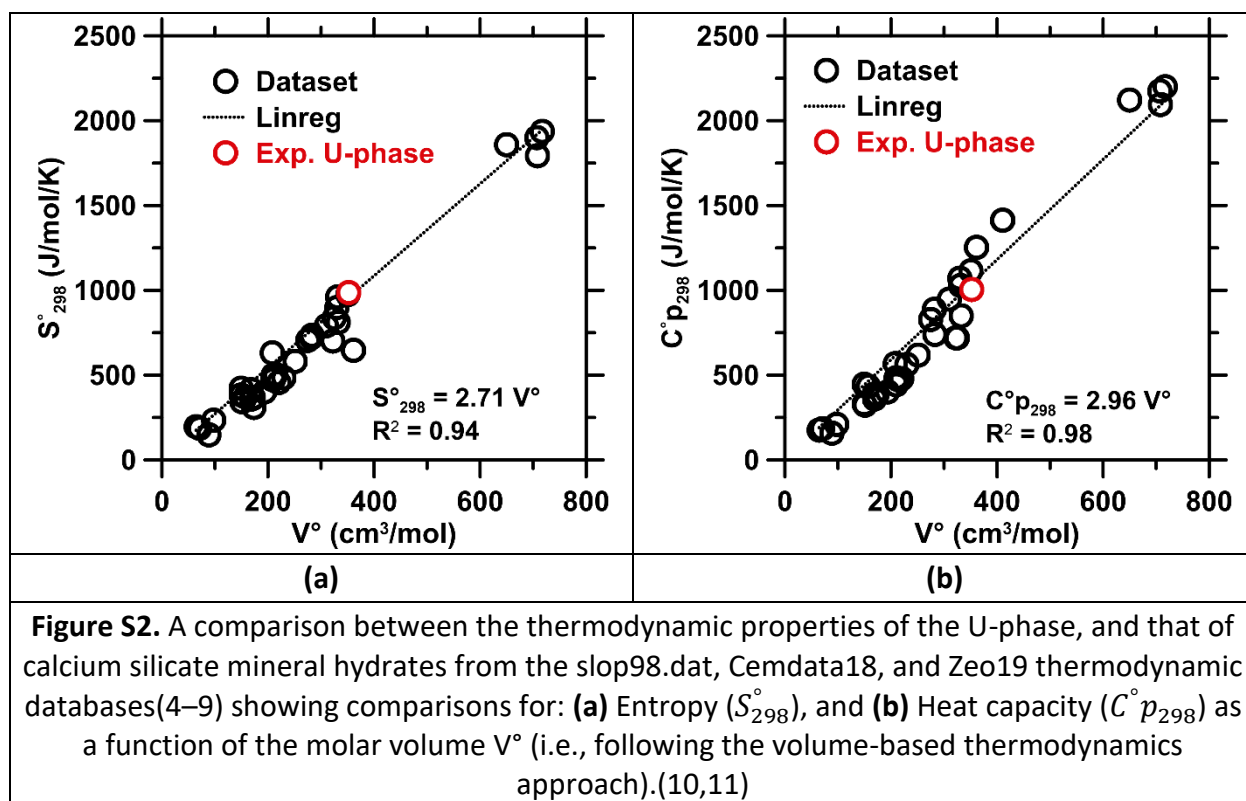 2500
2000
1500
1000
500
0
S°298 (J/mol/K)
Dataset
Linreg
Exp. U-phase
S°298 = 2.71 V°
R² = 0.94
0 200 400 600 800
V° (cm³/mol)
2500
2000
1500
1000
500
0
C°p298 (J/mol/K)
Dataset
Linreg
Exp. U-phase
C°p298 = 2.96 V°
R² = 0.98
0 200 400 600 800
V° (cm³/mol)
(a)
(b)
Figure S2. A comparison between the thermodynamic properties of the U-phase, and that of
calcium silicate mineral hydrates from the slop98.dat, Cemdata18, and Zeo19 thermodynamic
databases(4–9) showing comparisons for: (a) Entropy (S°298), and (b) Heat capacity (C°p298) as
a function of the molar volume V° (i.e., following the volume-based thermodynamics
approach).(10,11)